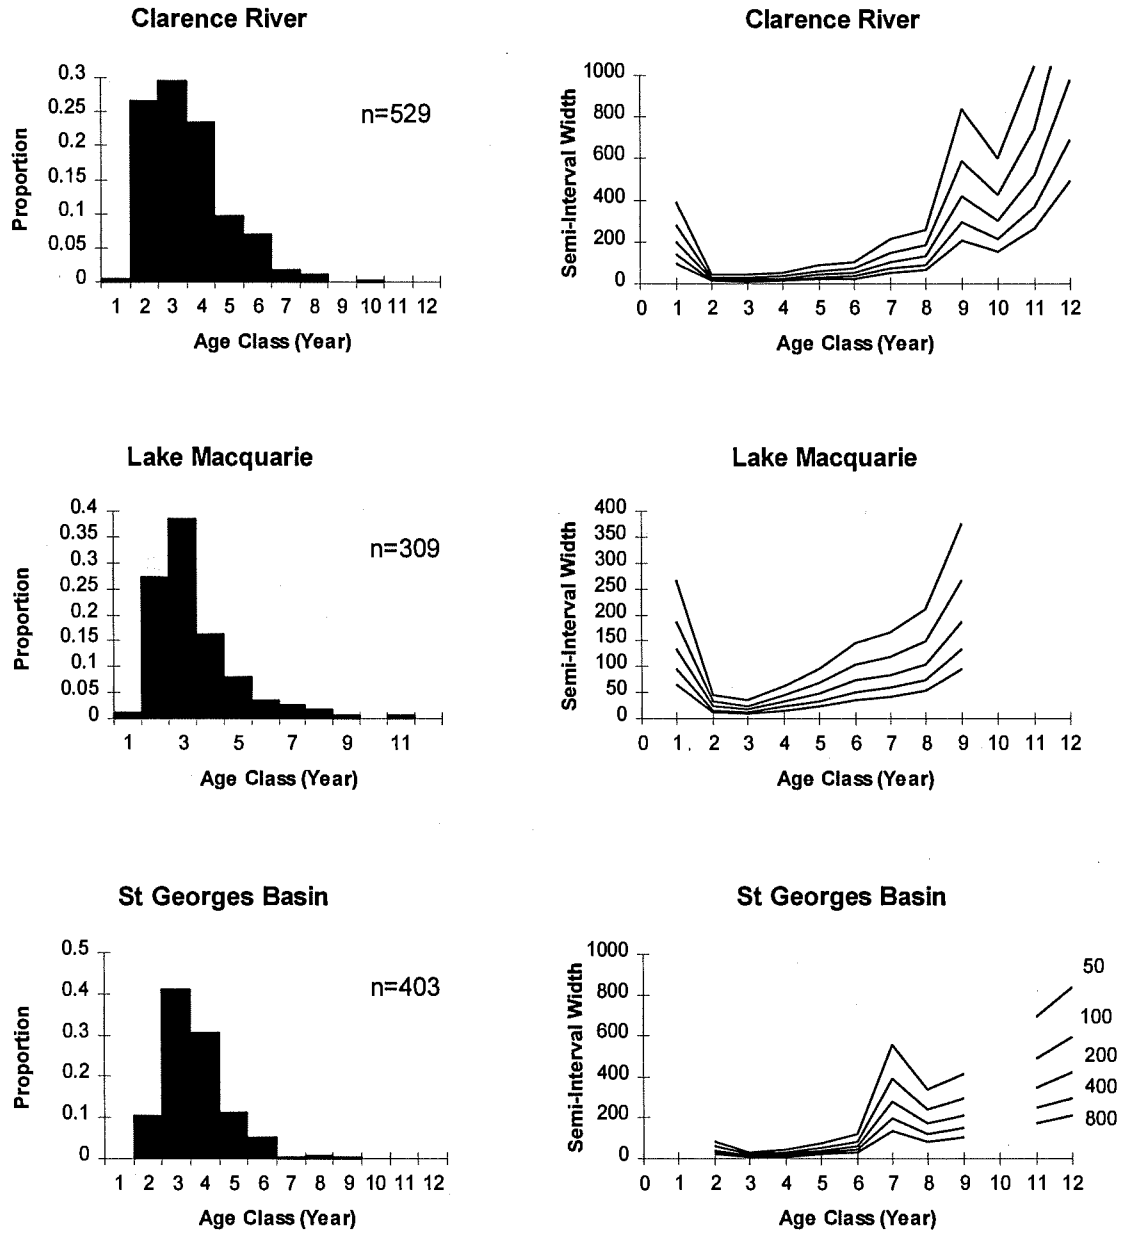 Clarence River
0.3
0.25
0.2
0.15
0.1
0.05
0
Proportion
n=529
1 2 3 4 5 6 7 8 9 10 11 12
Age Class (Year)
Clarence River
1000
800
600
400
200
0
Semi-Interval Width
0 1 2 3 4 5 6 7 8 9 10 11 12
Age Class (Year)
Lake Macquarie
0.4
0.35
0.3
0.25
0.2
0.15
0.1
0.05
0
Proportion
n=309
1 3 5 7 9 11
Age Class (Year)
Lake Macquarie
400
350
300
250
200
150
100
50
0
Semi-Interval Width
0 1 2 3 4 5 6 7 8 9 10 11 12
Age Class (Year)
St Georges Basin
0.5
0.4
0.3
0.2
0.1
0
Proportion
n=403
1 2 3 4 5 6 7 8 9 10 11 12
Age Class (Year)
St Georges Basin
1000
800
600
400
200
0
Semi-Interval Width
50
100
200
400
800
0 1 2 3 4 5 6 7 8 9 10 11 12
Age Class (Year)